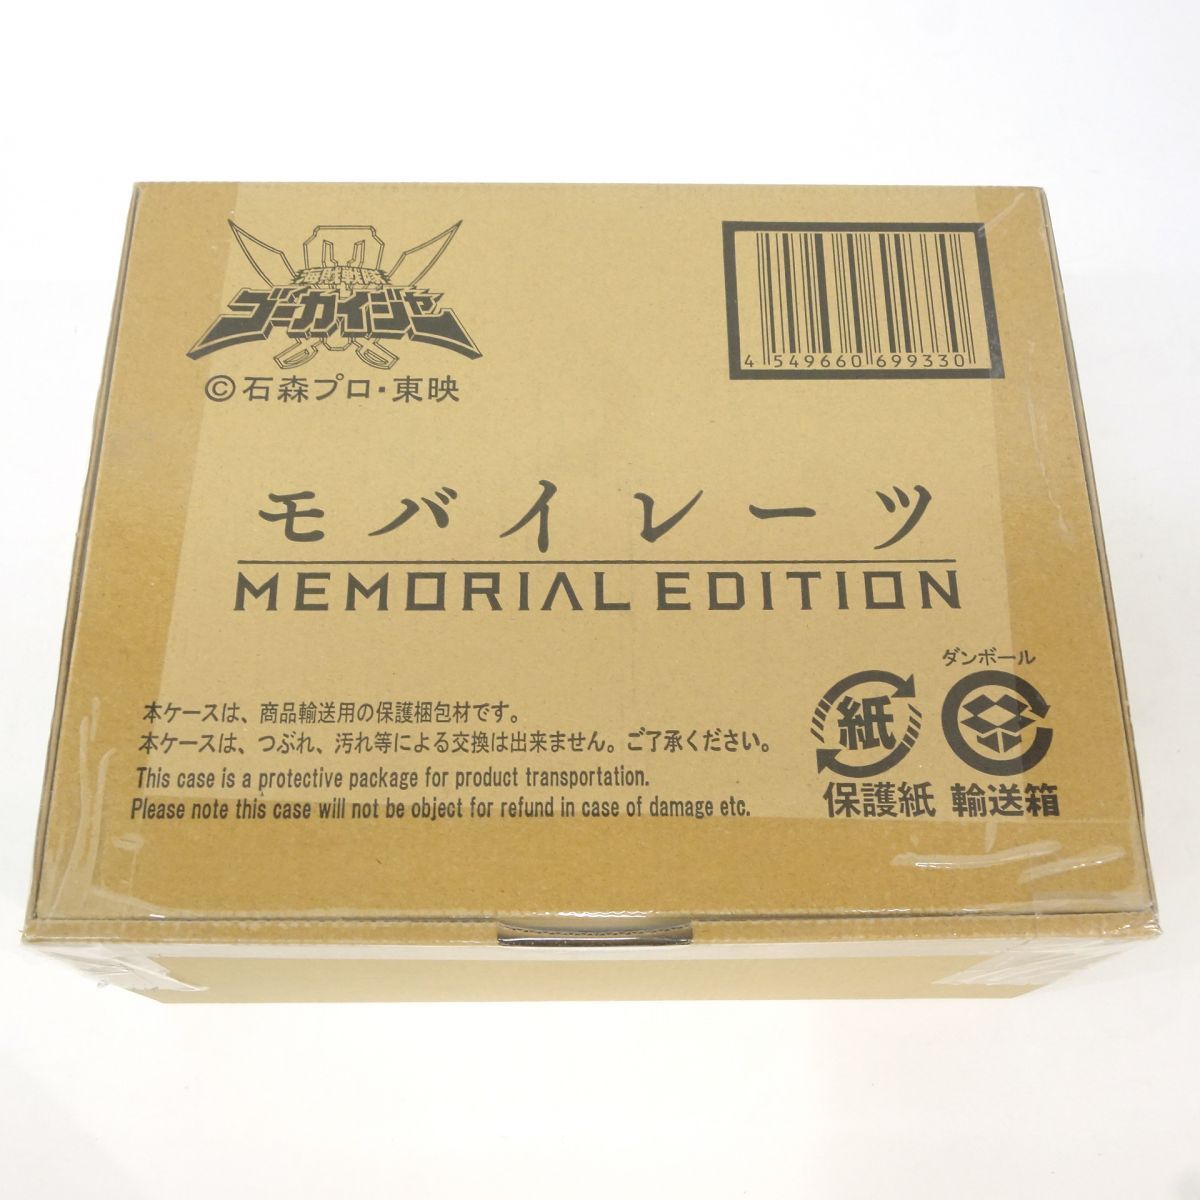 海賊戦隊
ゴーカイジャー
©石森プロ・東映
4 549660 699330
モバイレーツ
MEMORIAL EDITION
ダンボール
紙
保護紙 輸送箱
本ケースは、商品輸送用の保護梱包材です。
本ケースは、つぶれ、汚れ等による交換は出来ません。ご了承ください。
This case is a protective package for product transportation.
Please note this case will not be object for refund in case of damage etc.